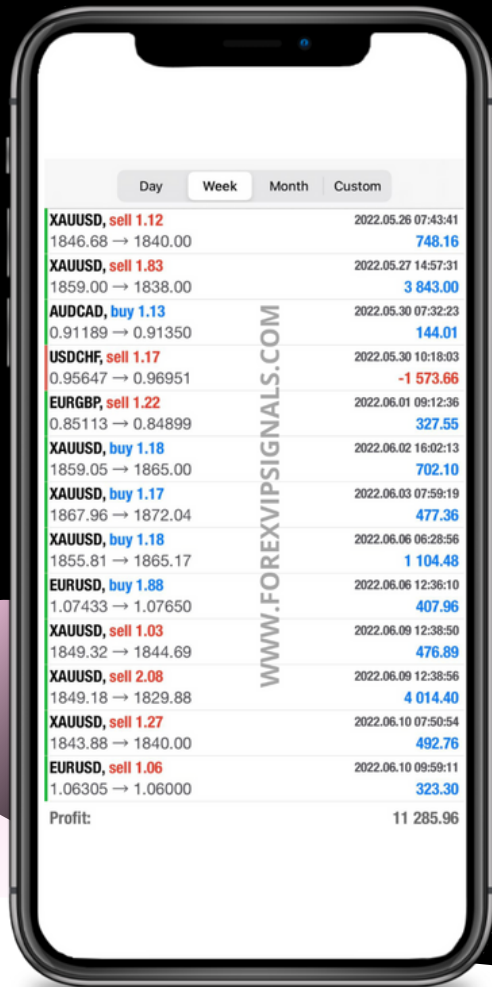 Day Week Month Custom
XAUUSD, sell 1.12 2022.05.26 07:43:41
1846.68 → 1840.00 748.16
XAUUSD, sell 1.83 2022.05.27 14:57:31
1859.00 → 1838.00 3 843.00
AUDCAD, buy 1.13 2022.05.30 07:32:23
0.91189 → 0.91350 144.01
USDCHF, sell 1.17 2022.05.30 10:18:03
0.95647 → 0.96951 -1 573.66
EURGBP, sell 1.22 2022.06.01 09:12:36
0.85113 → 0.84899 327.55
XAUUSD, buy 1.18 2022.06.02 16:02:13
1859.05 → 1865.00 702.10
XAUUSD, buy 1.17 2022.06.03 07:59:19
1867.96 → 1872.04 477.36
XAUUSD, buy 1.18 2022.06.06 06:28:56
1855.81 → 1865.17 1 104.48
EURUSD, buy 1.88 2022.06.06 12:36:10
1.07433 → 1.07650 407.96
XAUUSD, sell 1.03 2022.06.09 12:38:50
1849.32 → 1844.69 476.89
XAUUSD, sell 2.08 2022.06.09 12:38:56
1849.18 → 1829.88 4 014.40
XAUUSD, sell 1.27 2022.06.10 07:50:54
1843.88 → 1840.00 492.76
EURUSD, sell 1.06 2022.06.10 09:59:11
1.06305 → 1.06000 323.30
Profit: 11 285.96
WWW.FOREXVIPSIGNALS.COM